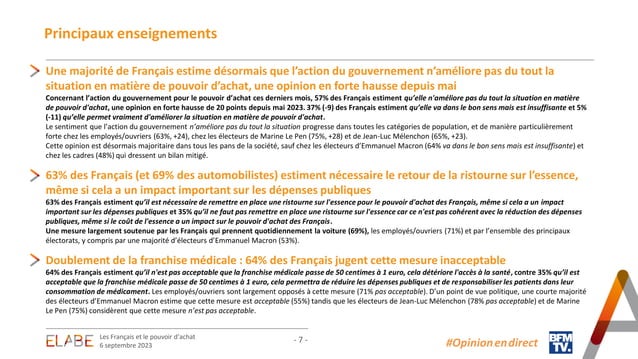 Principaux enseignements
Une majorité de Français estime désormais que l'action du gouvernement n'améliore pas du tout la
situation en matière de pouvoir d'achat, une opinion en forte hausse depuis mai
Concernant l'action du gouvernement pour le pouvoir d'achat ces derniers mois, 57% des Français estiment qu'elle n'améliore pas du tout la situation en matière
de pouvoir d'achat, une opinion en forte hausse de 20 points depuis mai 2023. 37% (-9) des Français estiment qu'elle va dans le bon sens mais est insuffisante et 5%
(-11) qu'elle permet vraiment d'améliorer la situation en matière de pouvoir d'achat.
Le sentiment que l'action du gouvernement n'améliore pas du tout la situation progresse dans toutes les catégories de population, et de manière particulièrement
forte chez les employés/ouvriers (63%, +24), chez les électeurs de Marine Le Pen (75%, +28) et de Jean-Luc Mélenchon (65%, +23).
Cette opinion est désormais majoritaire dans tous les pans de la société, sauf chez les électeurs d'Emmanuel Macron (64% va dans le bon sens mais est insuffisante) et
chez les cadres (48%) qui dressent un bilan mitigé.
63% des Français (et 69% des automobilistes) estiment nécessaire le retour de la ristourne sur l'essence,
même si cela a un impact important sur les dépenses publiques
63% des Français estiment qu'il est nécessaire de remettre en place une ristourne sur l'essence pour le pouvoir d'achat des Français, même si cela a un impact
important sur les dépenses publiques et 35% qu'il ne faut pas remettre en place une ristourne sur l'essence car ce n'est pas cohérent avec la réduction des dépenses
publiques, même si le coût de l'essence a un impact sur le pouvoir d'achat des Français.
Une mesure largement soutenue par les Français qui prennent quotidiennement la voiture (69%), les employés/ouvriers (71%) et par l'ensemble des principaux
électorats, y compris par une majorité d'électeurs d'Emmanuel Macron (53%).
Doublement de la franchise médicale : 64% des Français jugent cette mesure inacceptable
64% des Français estiment qu'il n'est pas acceptable que la franchise médicale passe de 50 centimes à 1 euro, cela détériore l'accès à la santé, contre 35% qu'il est
acceptable que la franchise médicale passe de 50 centimes à 1 euro, cela permettra de réduire les dépenses publiques et de responsabiliser les patients dans leur
consommation de médicament. Les employés/ouvriers sont largement opposés à cette mesure (71% pas acceptable). D'un point de vue politique, une courte majorité
des électeurs d'Emmanuel Macron estime que cette mesure est acceptable (55%) tandis que les électeurs de Jean-Luc Mélenchon (78% pas acceptable) et de Marine
Le Pen (75%) considèrent que cette mesure n'est pas acceptable.
ELABE
Les Français et le pouvoir d'achat
6 septembre 2023
- 7 -
#Opinion en direct
BFM
TV.